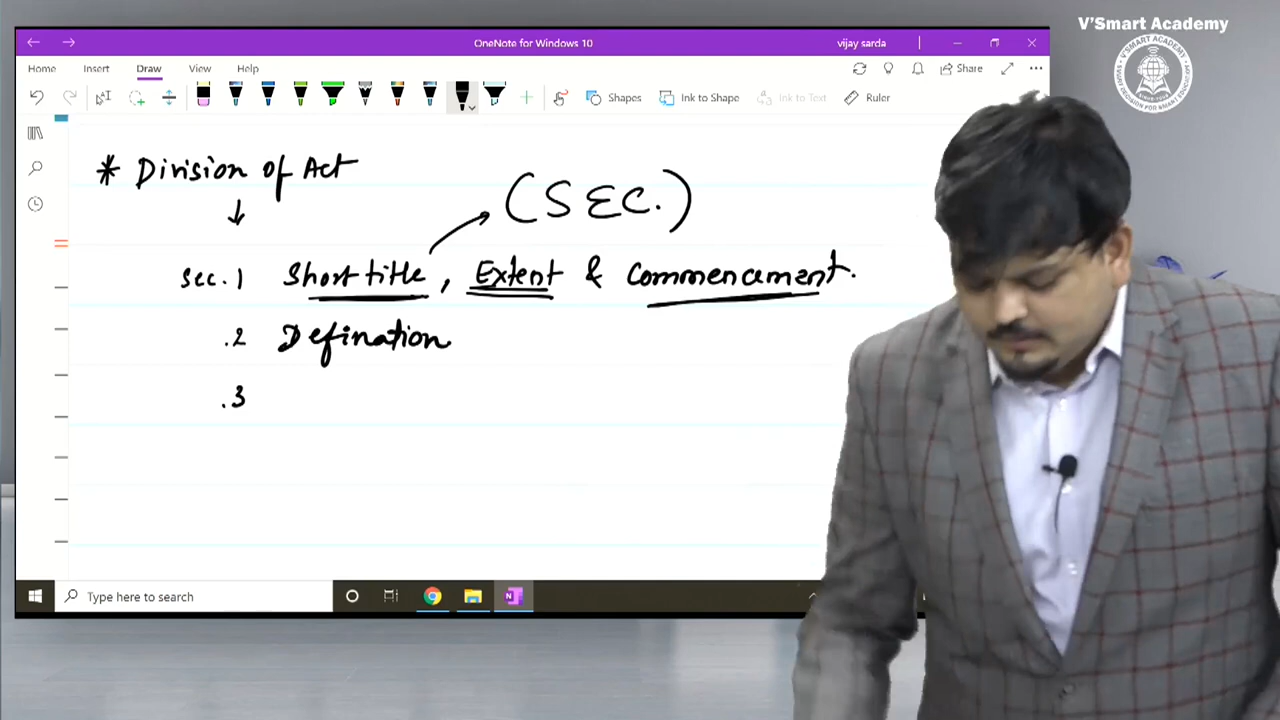 V'Smart Academy
OneNote for Windows 10
vijay sarda
Home Insert Draw View Help
Share
Shapes
Ink to Shape
Ink to Text
Ruler
* Division of Act
(SEC.)
Sec. 1 Short title, Extent & Commencament.
.2 Defination
.3
Type here to search